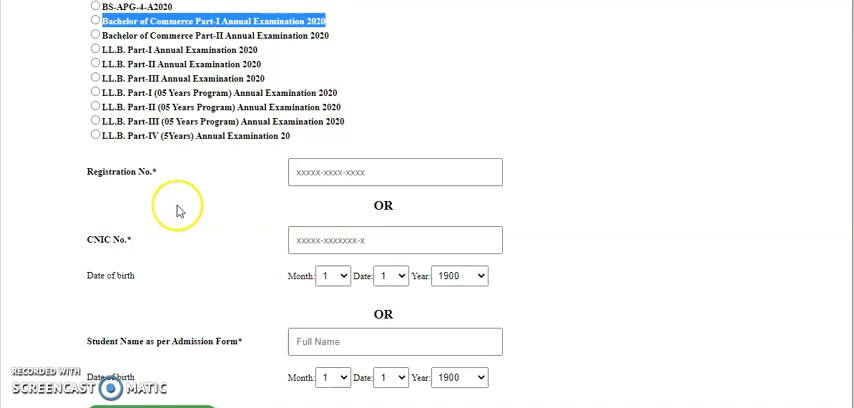 BS-APG-4-A2020
Bachelor of Commerce Part-I Annual Examination 2020
Bachelor of Commerce Part-II Annual Examination 2020
LL.B. Part-I Annual Examination 2020
LL.B. Part-II Annual Examination 2020
LL.B. Part-III Annual Examination 2020
LL.B. Part-I (05 Years Program) Annual Examination 2020
LL.B. Part-II (05 Years Program) Annual Examination 2020
LL.B. Part-III (05 Years Program) Annual Examination 2020
LL.B. Part-IV (5Years) Annual Examination 20
Registration No.* xxxxx-xxxx-xxxx
OR
CNIC No.* xxxxx-xxxxxxx-x
Date of birth Month: 1 Date: 1 Year: 1900
OR
Student Name as per Admission Form* Full Name
Date of birth Month: 1 Date: 1 Year: 1900
RECORDED WITH
SCREENCAST MATIC